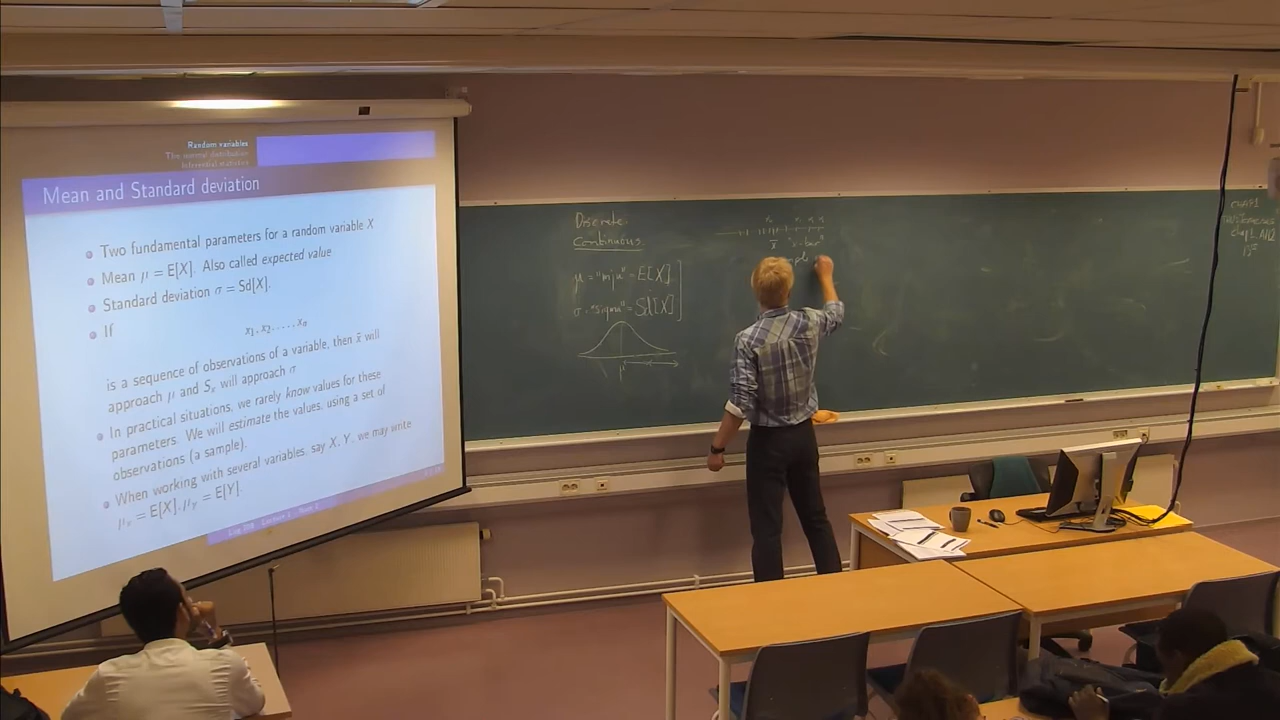 Random variables
The normal distribution
Inferential statistics
Mean and Standard deviation
Two fundamental parameters for a random variable X
Mean μ = E[X]. Also called expected value
Standard deviation σ = Sd[X].
If
x₁, x₂, ..., xₙ
is a sequence of observations of a variable, then x̄ will
approach μ and Sₓ will approach σ
In practical situations, we rarely know values for these
parameters. We will estimate the values, using a set of
observations (a sample).
When working with several variables, say X, Y, we may write
μₓ = E[X], μᵧ = E[Y].
Discrete
Continuous
μ = "mju" = E[X]
σ = "sigma" = Sd[X]
μ
x̄ "x-bar"